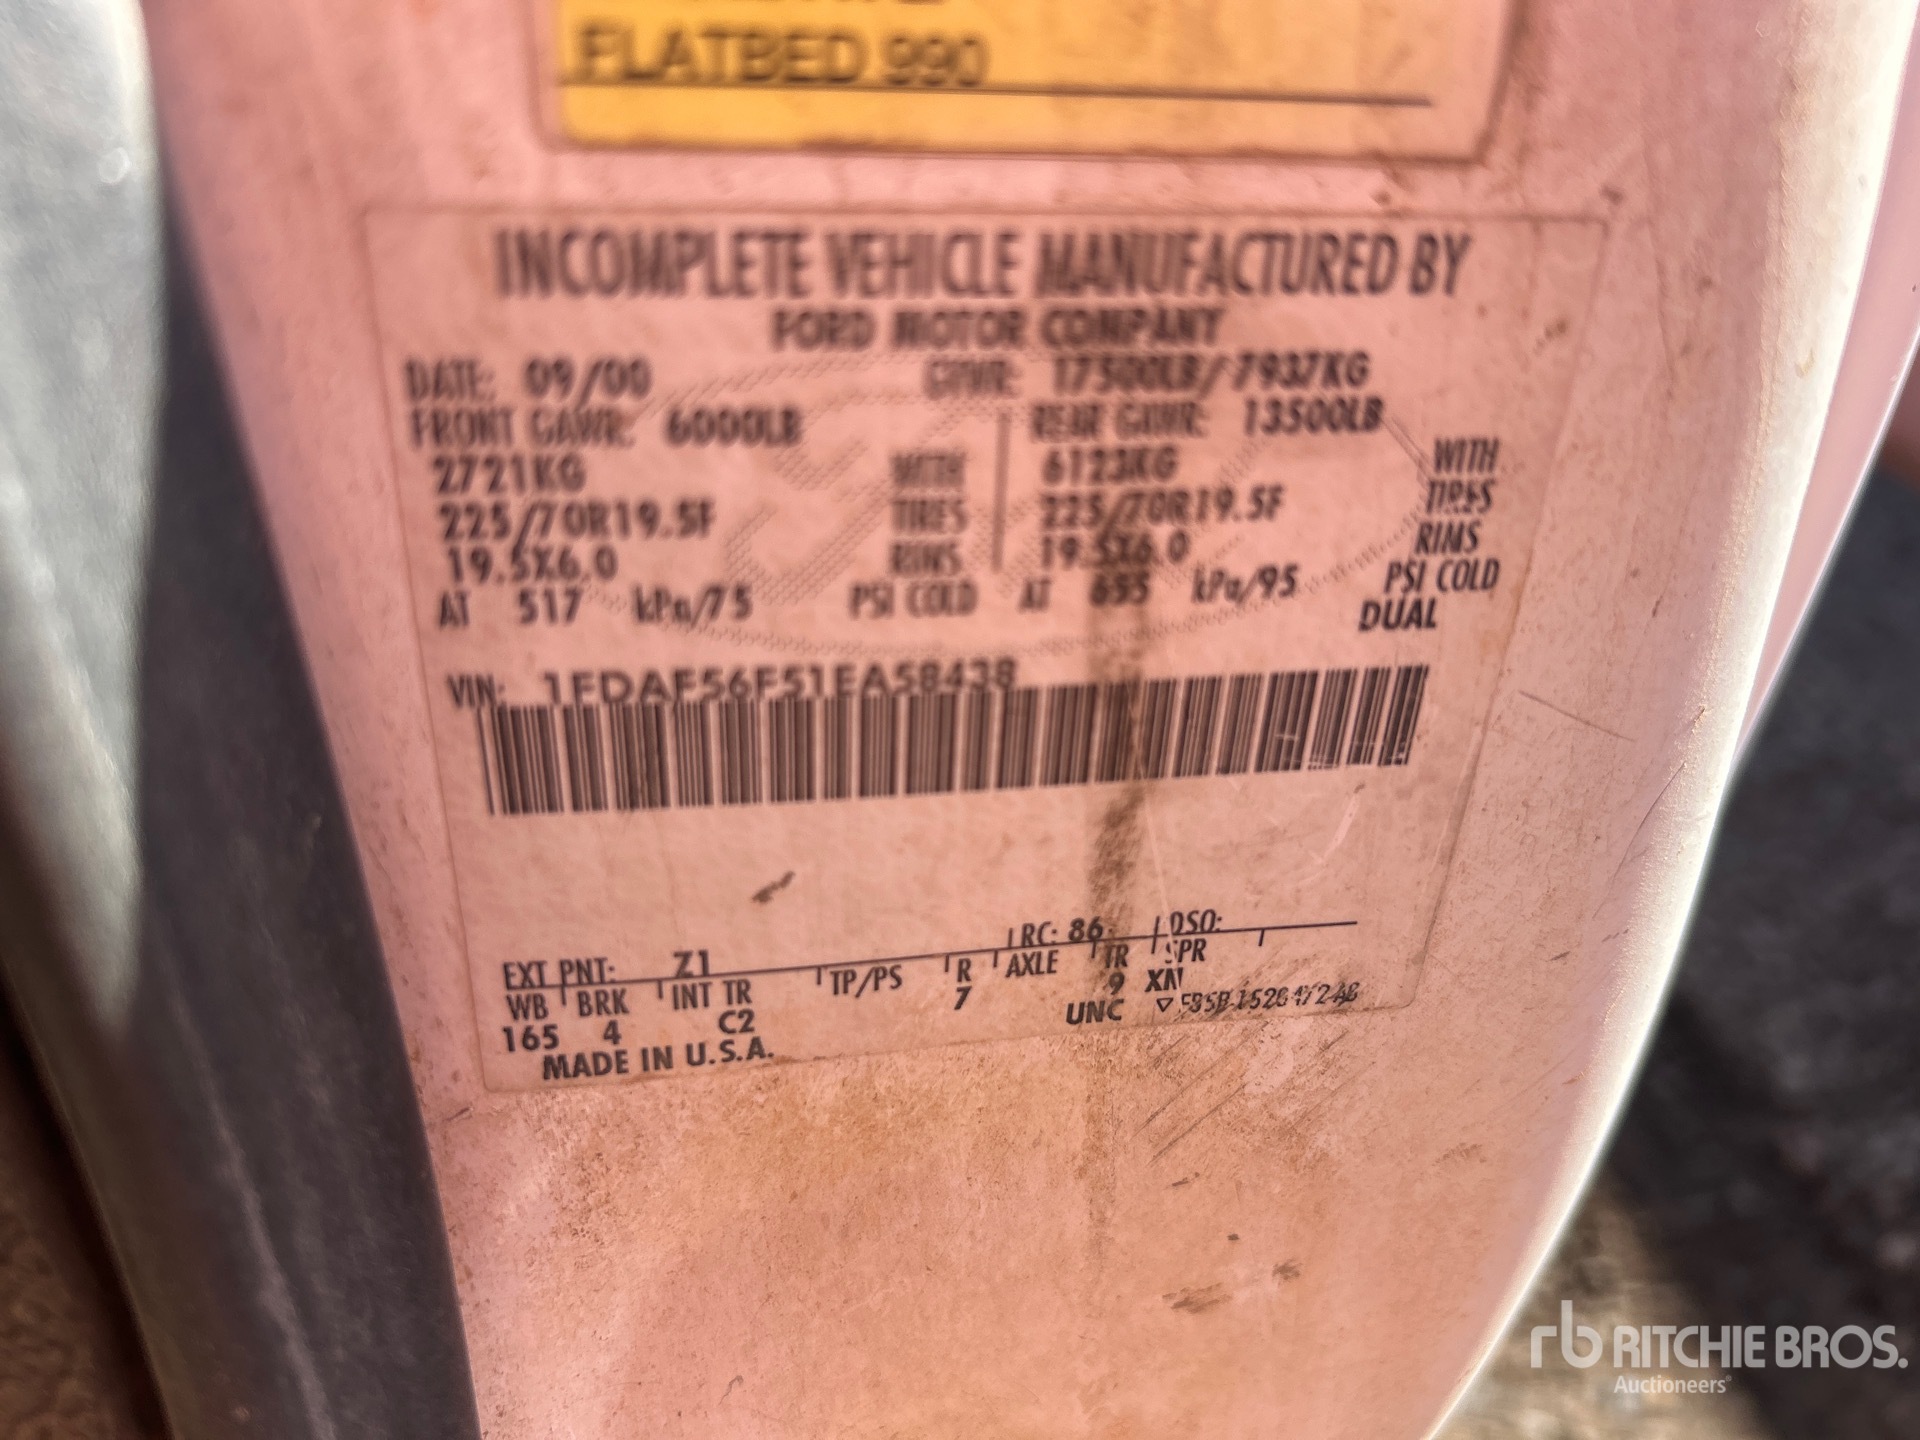 FLATBED 990
INCOMPLETE VEHICLE MANUFACTURED BY
FORD MOTOR COMPANY
DATE: 09/00 GVWR: 17500LB/7937KG
FRONT GAWR: 6000LB REAR GAWR: 13500LB
2721KG WITH 6123KG WITH
225/70R19.5F TIRES 225/70R19.5F TIRES
19.5X6.0 RIMS 19.5X6.0 RIMS
AT 517 kPa/75 PSI COLD AT 655 kPa/95 PSI COLD
DUAL
VIN: 1FDAF56F51EA58438
EXT PNT: Z1 RC: 86 DSO:
WB BRK INT TR TP/PS R AXLE TR SPR
165 4 C2 7 9 XN
MADE IN U.S.A. UNC
rb RITCHIE BROS.
Auctioneers